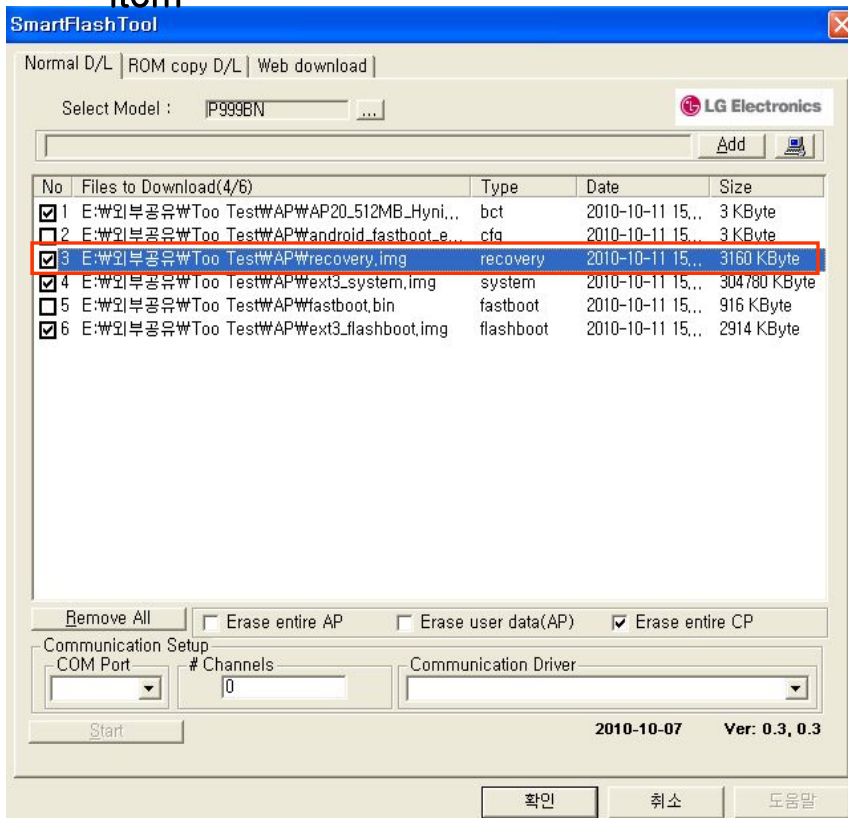 Item
SmartFlashTool
Normal D/L ROM copy D/L Web download
Select Model : P999BN ... LG Electronics
Add
No Files to Download(4/6) Type Date Size
1 E:₩외부공유₩Too Test₩AP₩AP20_512MB_Hyni... bct 2010-10-11 15... 3 KByte
2 E:₩외부공유₩Too Test₩AP₩android_fastboot_e... cfg 2010-10-11 15... 3 KByte
3 E:₩외부공유₩Too Test₩AP₩recovery.img recovery 2010-10-11 15... 3160 KByte
4 E:₩외부공유₩Too Test₩AP₩ext3_system.img system 2010-10-11 15... 304780 KByte
5 E:₩외부공유₩Too Test₩AP₩fastboot.bin fastboot 2010-10-11 15... 916 KByte
6 E:₩외부공유₩Too Test₩AP₩ext3_flashboot.img flashboot 2010-10-11 15... 2914 KByte
Remove All Erase entire AP Erase user data(AP) Erase entire CP
Communication Setup
COM Port # Channels Communication Driver
0
Start 2010-10-07 Ver: 0.3, 0.3
확인 취소 도움말